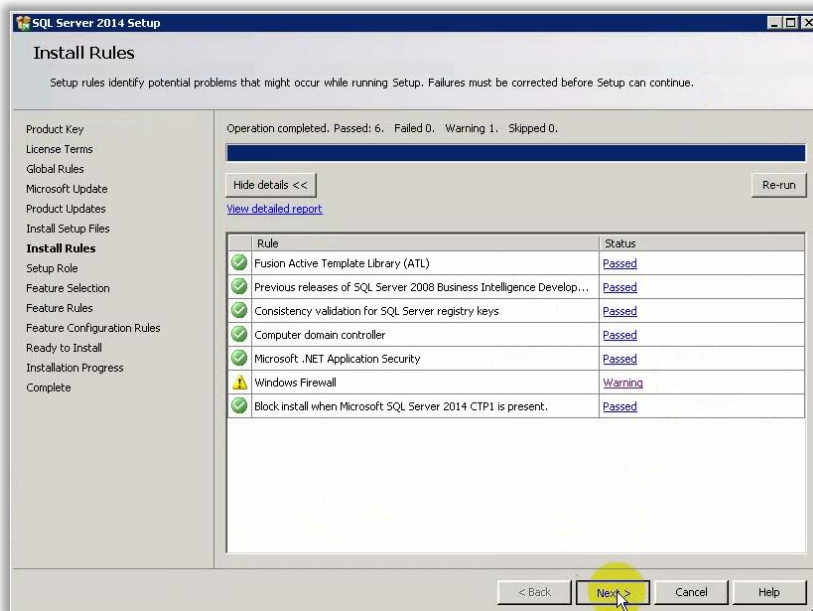 SQL Server 2014 Setup
Install Rules
Setup rules identify potential problems that might occur while running Setup. Failures must be corrected before Setup can continue.
Product Key
License Terms
Global Rules
Microsoft Update
Product Updates
Install Setup Files
Install Rules
Setup Role
Feature Selection
Feature Rules
Feature Configuration Rules
Ready to Install
Installation Progress
Complete
Operation completed. Passed: 6. Failed 0. Warning 1. Skipped 0.
Hide details <<
Re-run
View detailed report
Rule Status
Fusion Active Template Library (ATL) Passed
Previous releases of SQL Server 2008 Business Intelligence Develop... Passed
Consistency validation for SQL Server registry keys Passed
Computer domain controller Passed
Microsoft .NET Application Security Passed
Windows Firewall Warning
Block install when Microsoft SQL Server 2014 CTP1 is present. Passed
< Back Next > Cancel Help